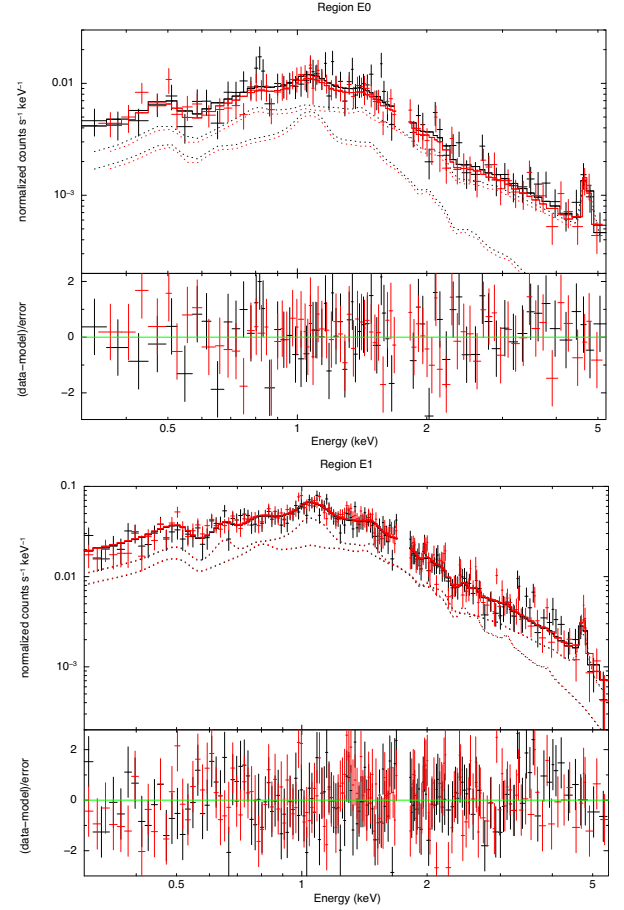 Region E0
normalized counts s⁻¹ keV⁻¹
0.01
10⁻³
(data−model)/error
2
0
−2
0.5 1 2 5
Energy (keV)
Region E1
normalized counts s⁻¹ keV⁻¹
0.1
0.01
10⁻³
(data−model)/error
2
0
−2
0.5 1 2 5
Energy (keV)